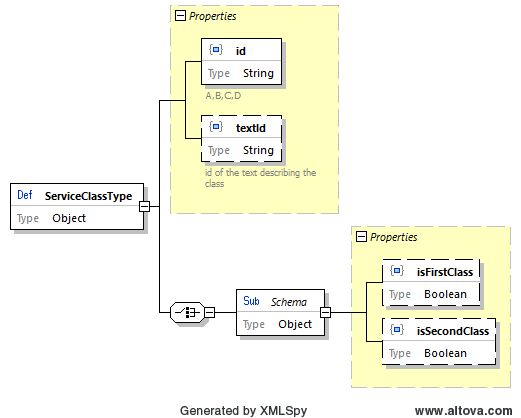 Properties
id
Type String
A,B,C,D
textId
Type String
id of the text describing the
class
Def ServiceClassType
Type Object
Properties
isFirstClass
Type Boolean
Sub Schema
Type Object
isSecondClass
Type Boolean
Generated by XMLSpy
www.altova.com